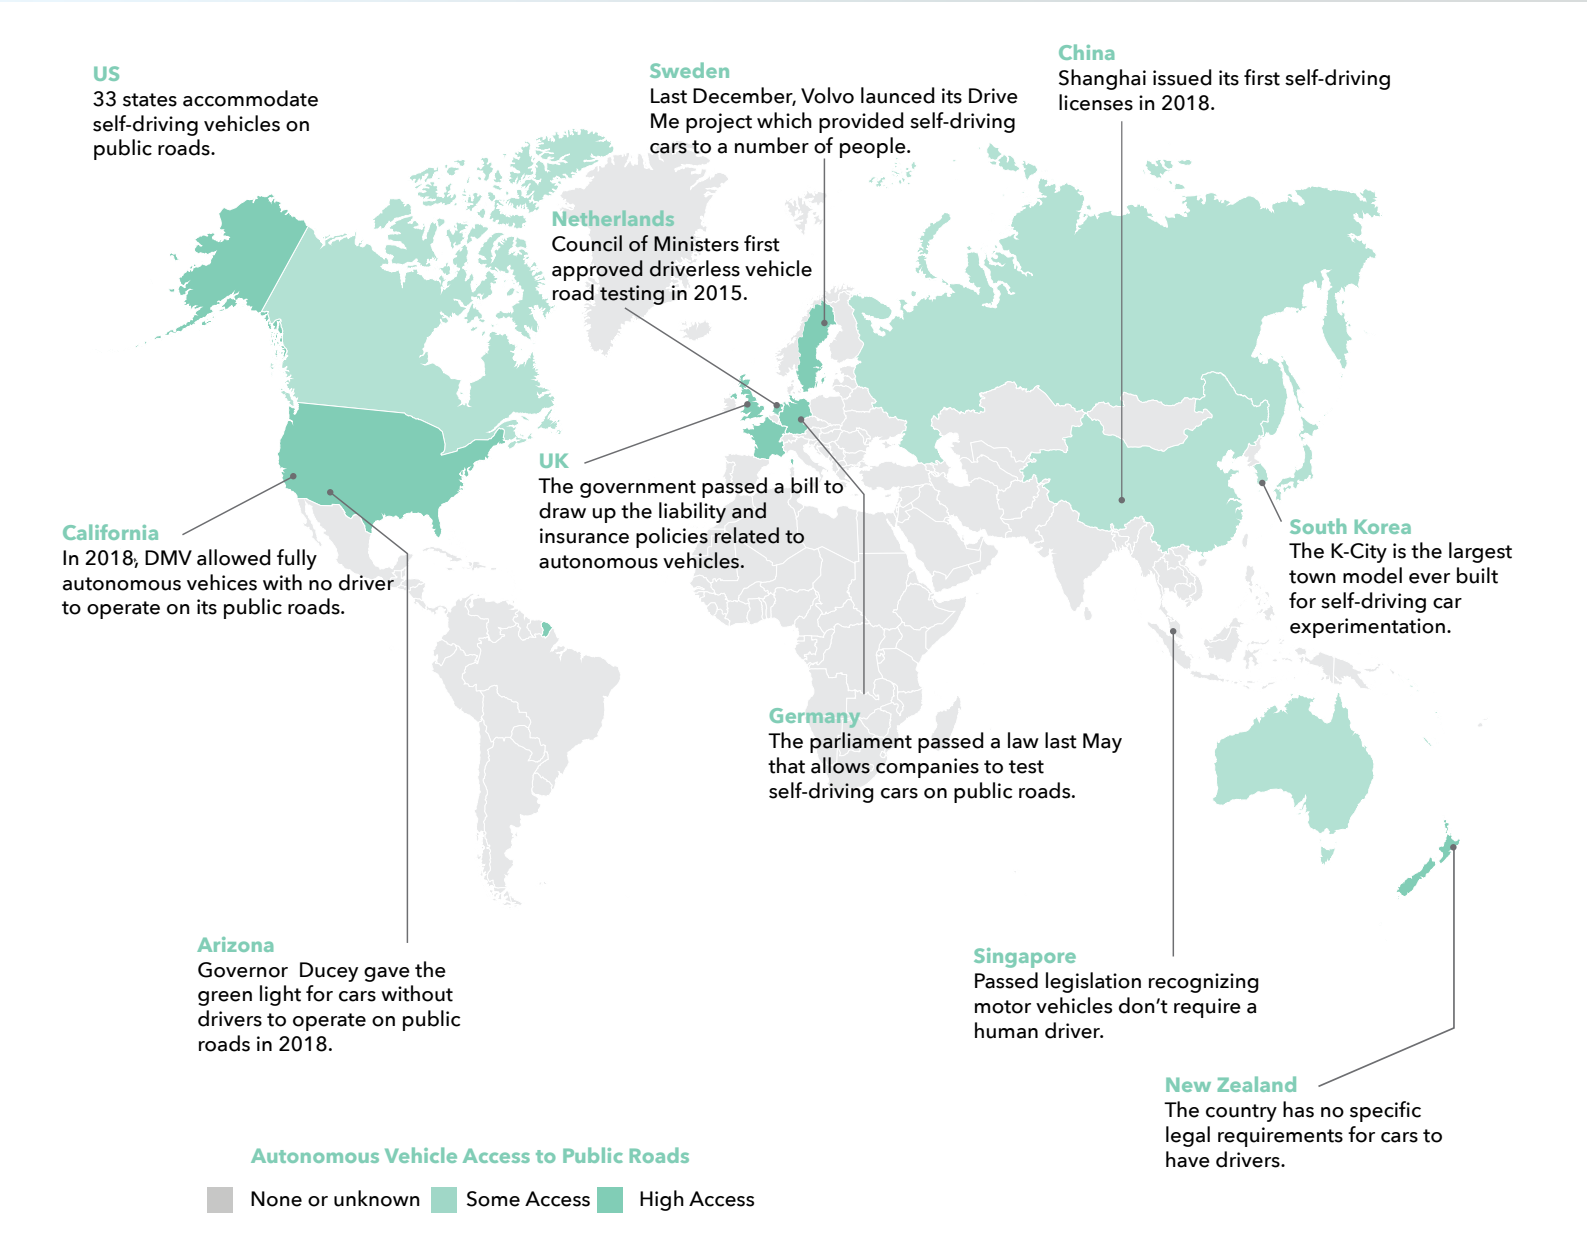 US
33 states accommodate
self-driving vehicles on
public roads.
Sweden
Last December, Volvo launced its Drive
Me project which provided self-driving
cars to a number of people.
China
Shanghai issued its first self-driving
licenses in 2018.
Netherlands
Council of Ministers first
approved driverless vehicle
road testing in 2015.
UK
The government passed a bill to
draw up the liability and
insurance policies related to
autonomous vehicles.
California
In 2018, DMV allowed fully
autonomous vehices with no driver
to operate on its public roads.
South Korea
The K-City is the largest
town model ever built
for self-driving car
experimentation.
Germany
The parliament passed a law last May
that allows companies to test
self-driving cars on public roads.
Arizona
Governor  Ducey gave the
green light for cars without
drivers to operate on public
roads in 2018.
Singapore
Passed legislation recognizing
motor vehicles don’t require a
human driver.
New Zealand
The country has no specific
legal requirements for cars to
have drivers.
Autonomous Vehicle Access to Public Roads
None or unknown Some Access High Access